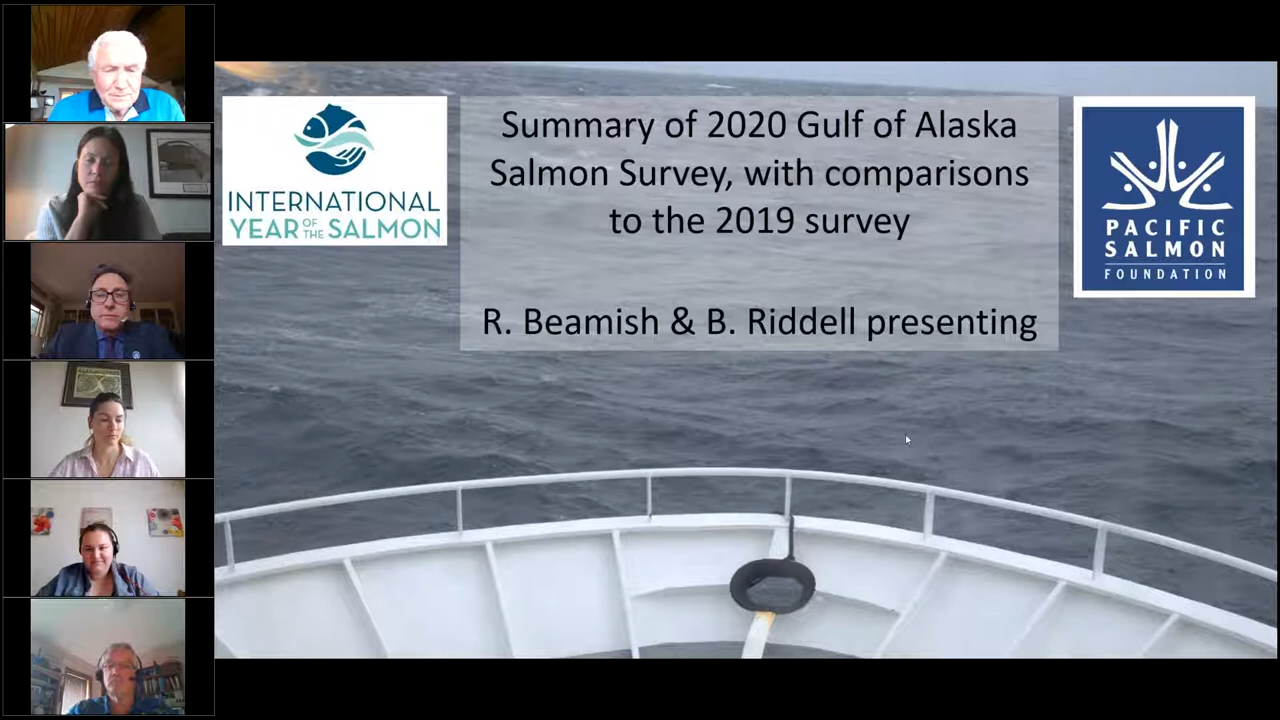 Summary of 2020 Gulf of Alaska
Salmon Survey, with comparisons
to the 2019 survey
R. Beamish & B. Riddell presenting
INTERNATIONAL
YEAR OF THE SALMON
PACIFIC
SALMON
FOUNDATION